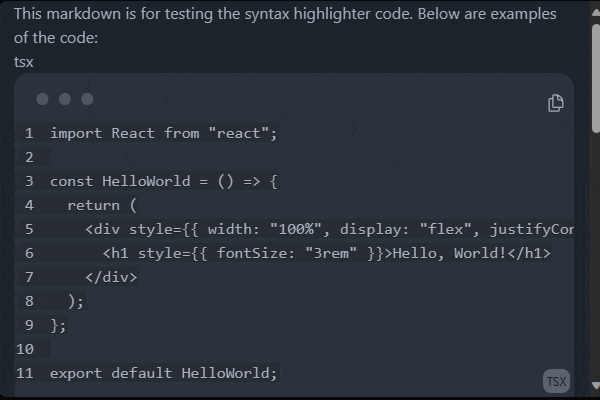 This markdown is for testing the syntax highlighter code. Below are examples
of the code:
tsx
1 import React from "react";
2
3 const HelloWorld = () => {
4   return (
5     <div style={{ width: "100%", display: "flex", justifyCon
6       <h1 style={{ fontSize: "3rem" }}>Hello, World!</h1>
7     </div>
8   );
9 };
10
11 export default HelloWorld;
TSX